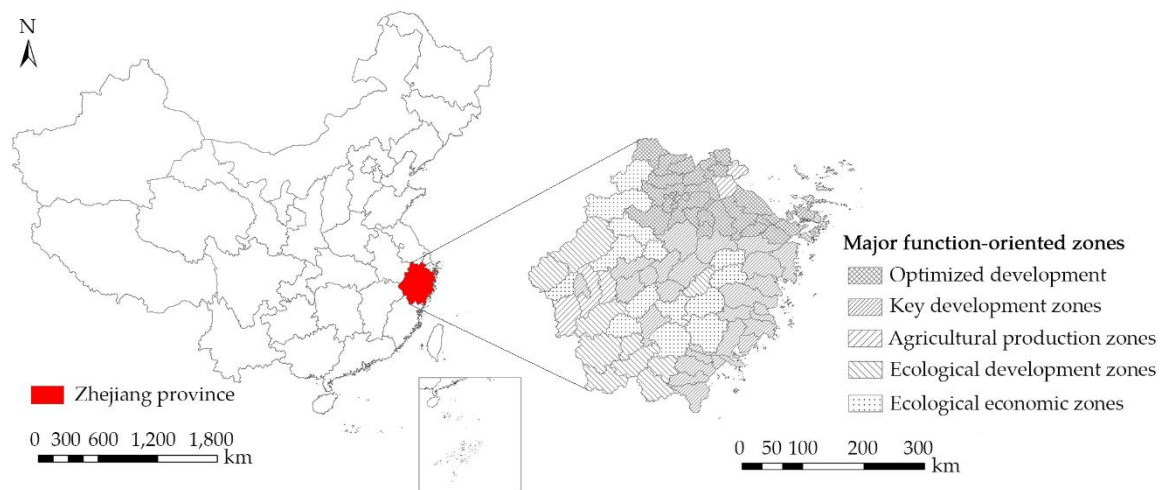 N
Zhejiang province
0 300 600 1,200 1,800
km
Major function-oriented zones
Optimized development
Key development zones
Agricultural production zones
Ecological development zones
Ecological economic zones
0 50 100 200 300
km